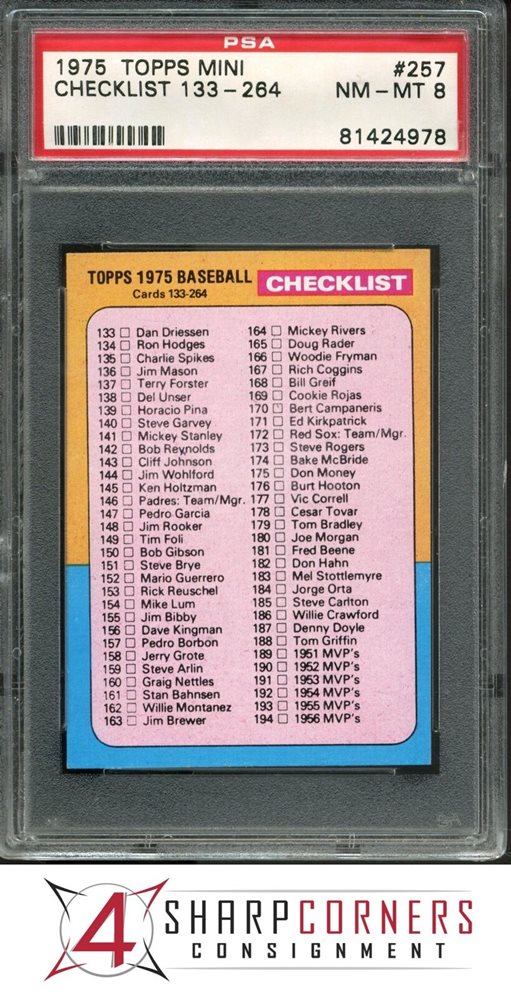 PSA
1975 TOPPS MINI #257
CHECKLIST 133-264 NM-MT 8
81424978
TOPPS 1975 BASEBALL CHECKLIST
Cards 133-264
133 Dan Driessen
134 Ron Hodges
135 Charlie Spikes
136 Jim Mason
137 Terry Forster
138 Del Unser
139 Horacio Pina
140 Steve Garvey
141 Mickey Stanley
142 Bob Reynolds
143 Cliff Johnson
144 Jim Wohlford
145 Ken Holtzman
146 Padres: Team/Mgr.
147 Pedro Garcia
148 Jim Rooker
149 Tim Foli
150 Bob Gibson
151 Steve Brye
152 Mario Guerrero
153 Rick Reuschel
154 Mike Lum
155 Jim Bibby
156 Dave Kingman
157 Pedro Borbon
158 Jerry Grote
159 Steve Arlin
160 Graig Nettles
161 Stan Bahnsen
162 Willie Montanez
163 Jim Brewer
164 Mickey Rivers
165 Doug Rader
166 Woodie Fryman
167 Rich Coggins
168 Bill Greif
169 Cookie Rojas
170 Bert Campaneris
171 Ed Kirkpatrick
172 Red Sox: Team/Mgr.
173 Steve Rogers
174 Bake McBride
175 Don Money
176 Burt Hooton
177 Vic Correll
178 Cesar Tovar
179 Tom Bradley
180 Joe Morgan
181 Fred Beene
182 Don Hahn
183 Mel Stottlemyre
184 Jorge Orta
185 Steve Carlton
186 Willie Crawford
187 Denny Doyle
188 Tom Griffin
189 1951 MVP's
190 1952 MVP's
191 1953 MVP's
192 1954 MVP's
193 1955 MVP's
194 1956 MVP's
4 SHARPCORNERS
CONSIGNMENT